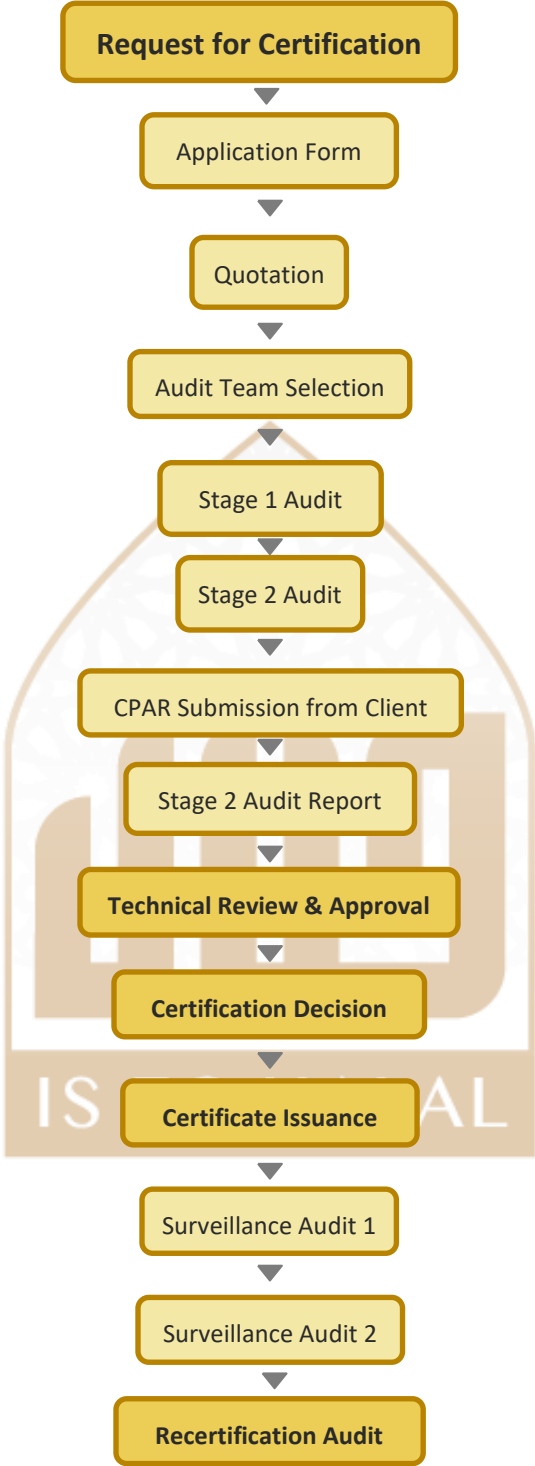 Request for Certification
Application Form
Quotation
Audit Team Selection
Stage 1 Audit
Stage 2 Audit
CPAR Submission from Client
Stage 2 Audit Report
Technical Review & Approval
Certification Decision
IS AL
Certificate Issuance
Surveillance Audit 1
Surveillance Audit 2
Recertification Audit